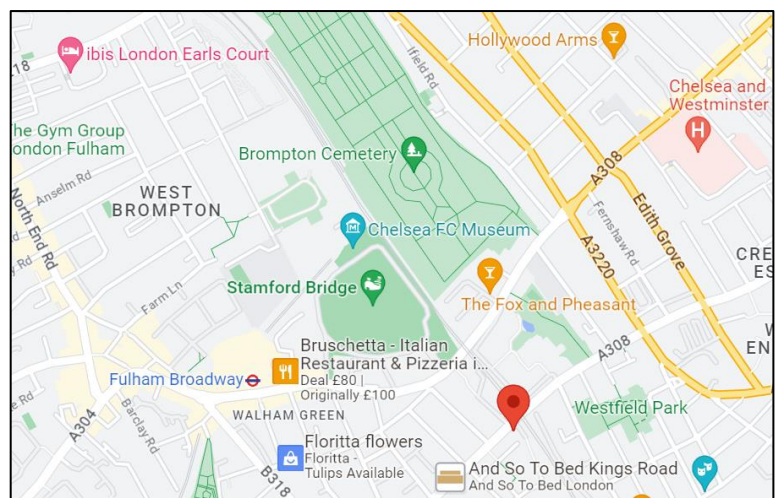 Hollywood Arms
ibis London Earls Court
Ifield Rd
Chelsea and
Westminster
H
The Gym Group
ondon Fulham
Brompton Cemetery
A308
Anselm Rd
WEST
BROMPTON
North End Rd
Edith Grove
Fernshaw Rd
Chelsea FC Museum
A3220
CRE
ES
Farm Ln
Stamford Bridge
The Fox and Pheasant
A308
EN
Bruschetta - Italian
Restaurant & Pizzeria i...
Deal £80 |
Originally £100
Fulham Broadway
WALHAM GREEN
Westfield Park
A304
Barclay Rd
B318
Floritta flowers
Floritta -
Tulips Available
And So To Bed Kings Road
And So To Bed London